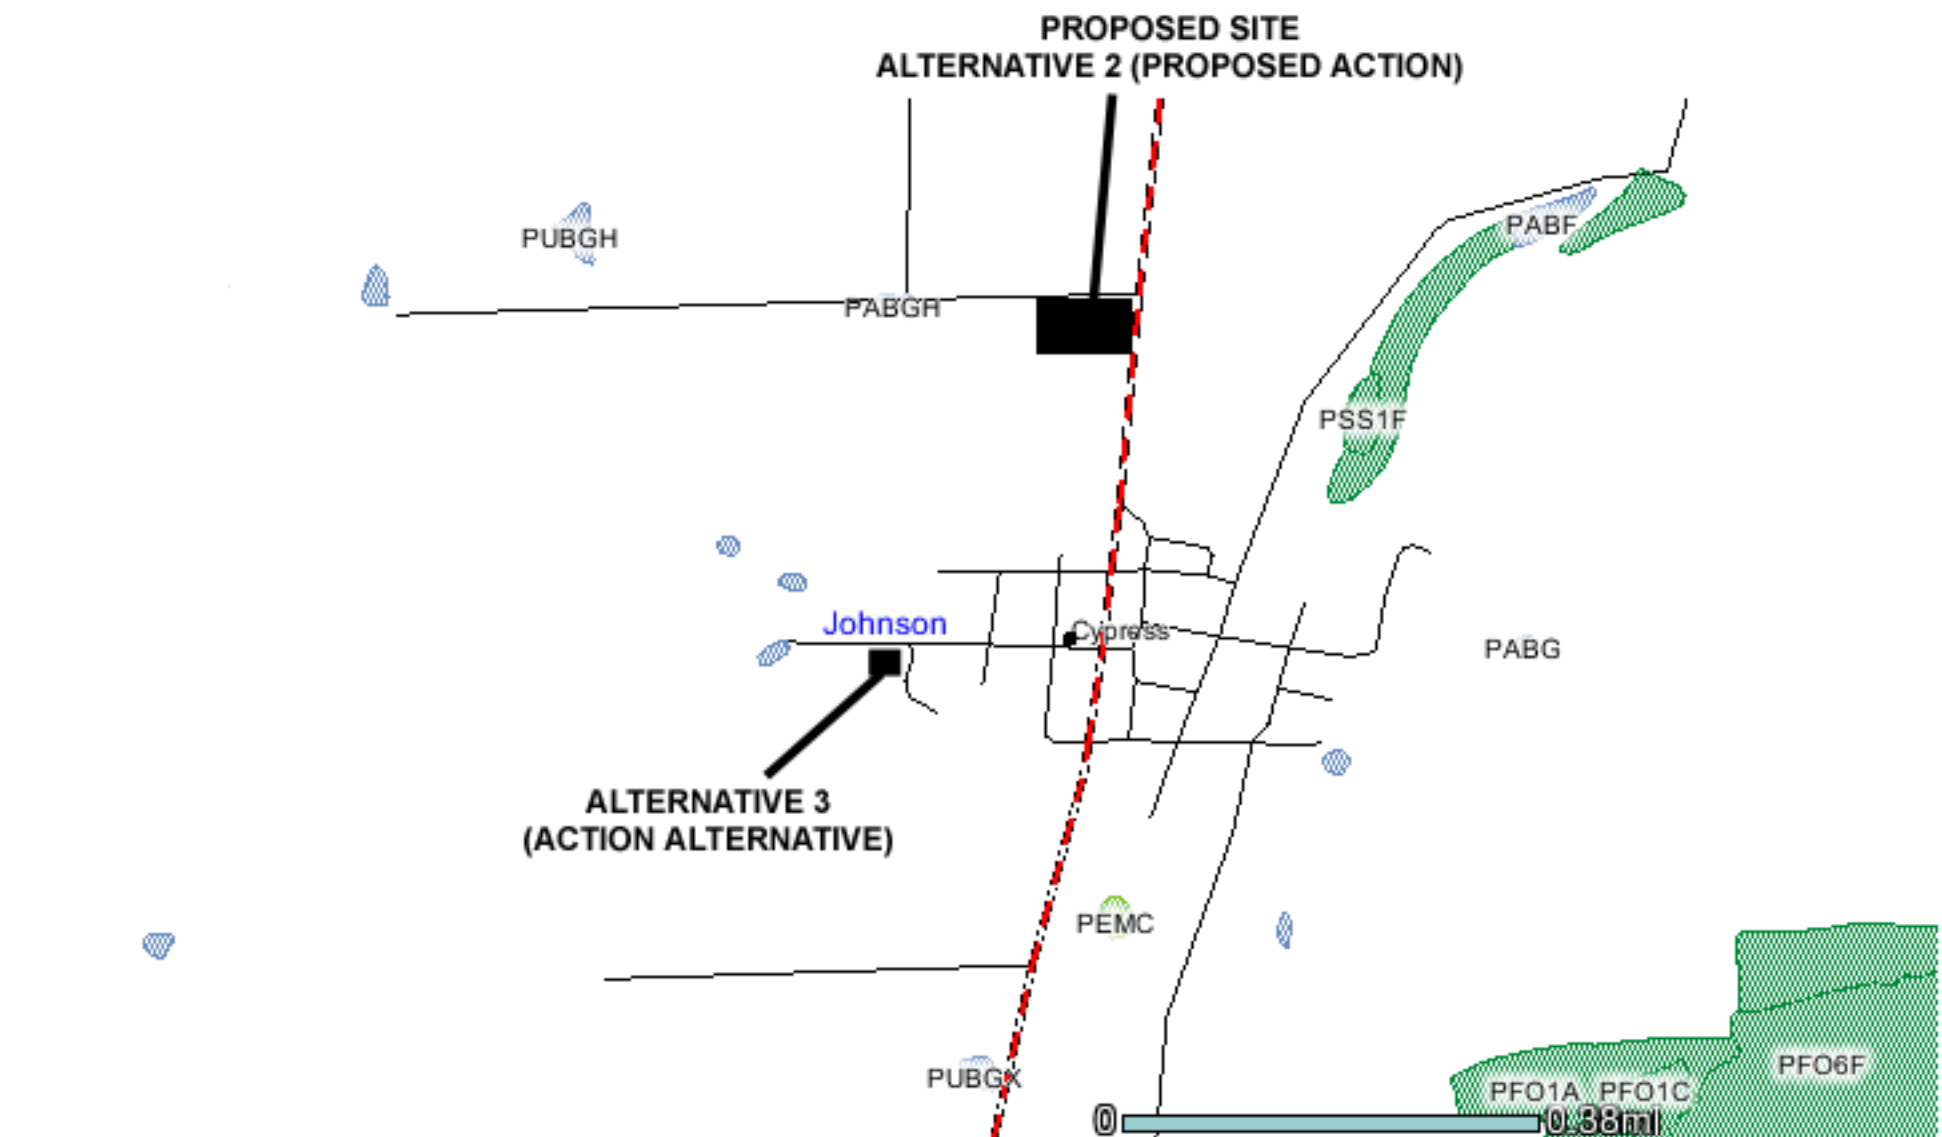 PROPOSED SITE
ALTERNATIVE 2 (PROPOSED ACTION)
PUBGH
PABF
PABGH
PSS1F
Johnson
Cypress
PABG
ALTERNATIVE 3
(ACTION ALTERNATIVE)
PEMC
PUBGX
PFO6F
PFO1A PFO1C
0 0.38mi